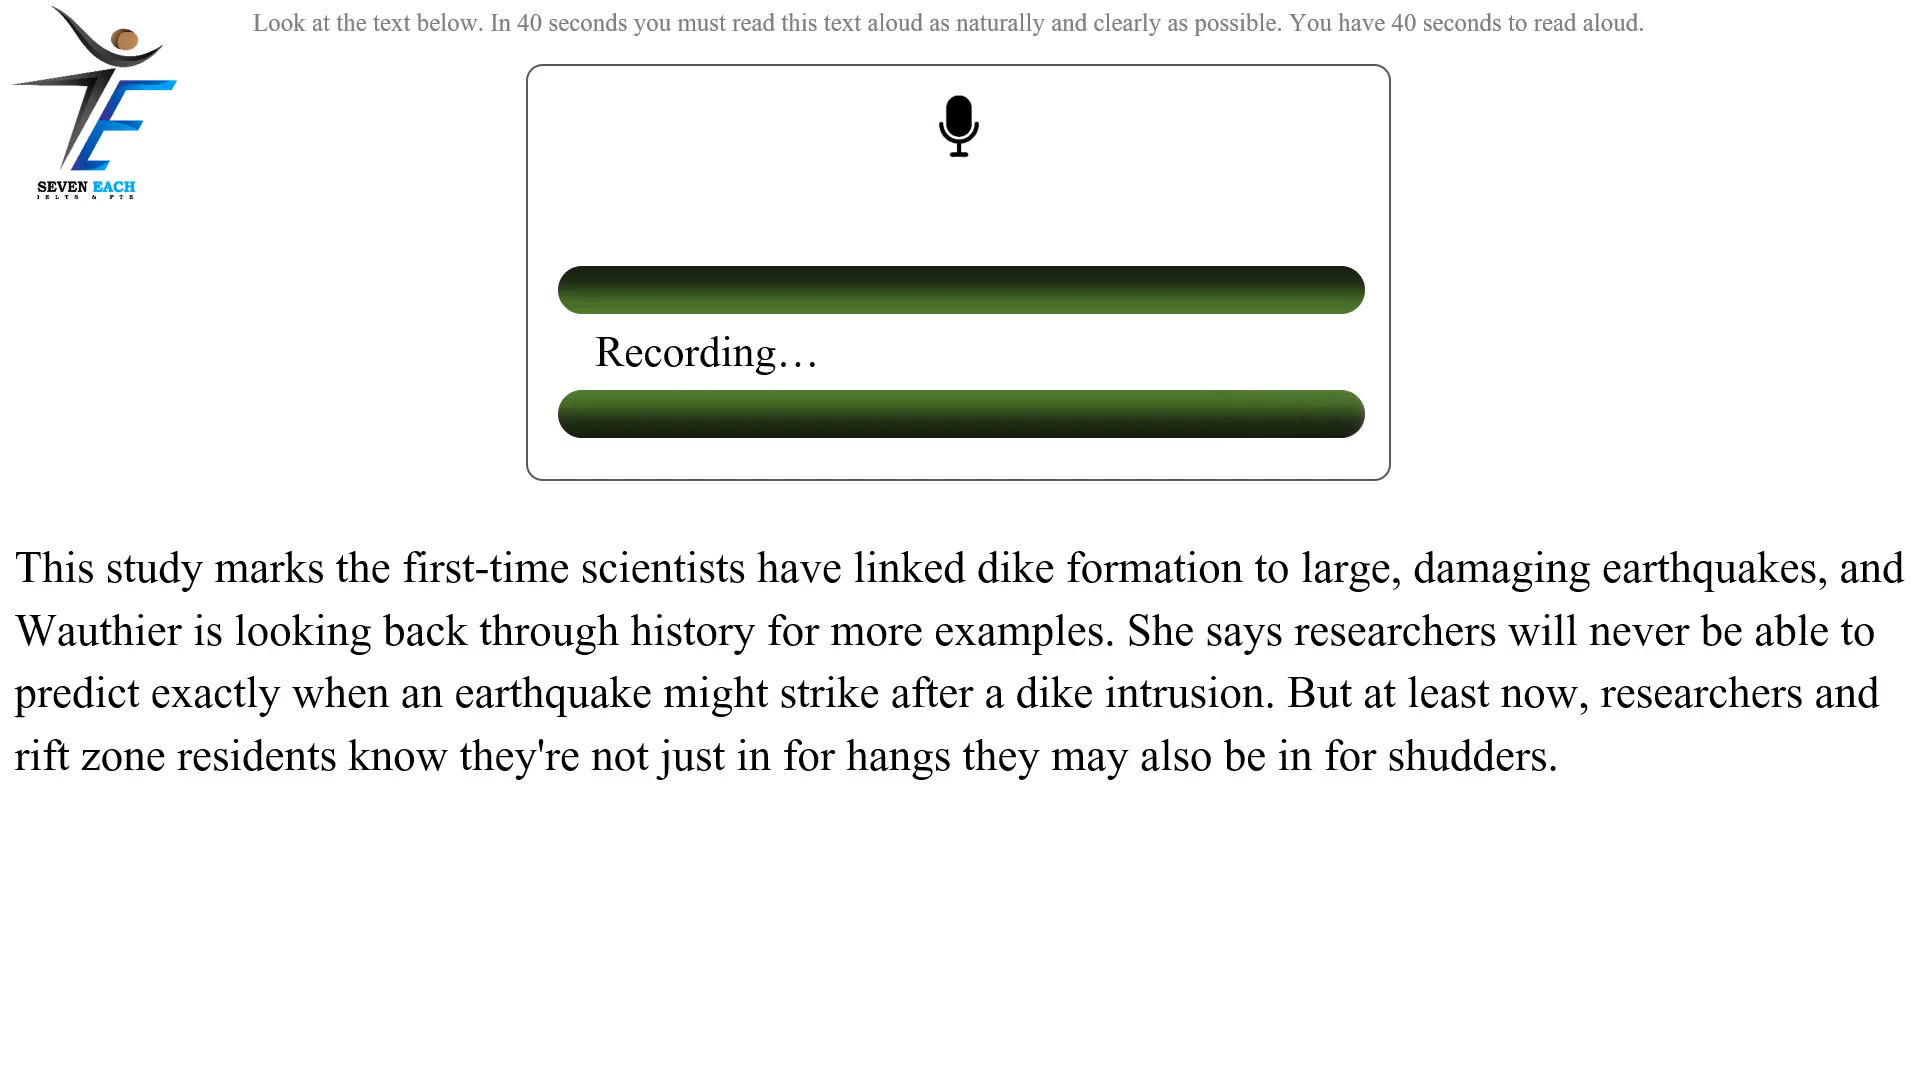 Look at the text below. In 40 seconds you must read this text aloud as naturally and clearly as possible. You have 40 seconds to read aloud.
SEVEN EACH
IELTS & PTE
Recording…
This study marks the first-time scientists have linked dike formation to large, damaging earthquakes, and
Wauthier is looking back through history for more examples. She says researchers will never be able to
predict exactly when an earthquake might strike after a dike intrusion. But at least now, researchers and
rift zone residents know they're not just in for hangs they may also be in for shudders.